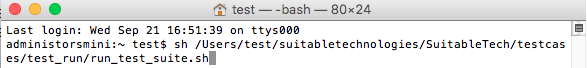 test — -bash — 80×24
Last login: Wed Sep 21 16:51:39 on ttys000
administorsmini:~ test$ sh /Users/test/suitabletechnologies/SuitableTech/testcas
es/test_run/run_test_suite.sh